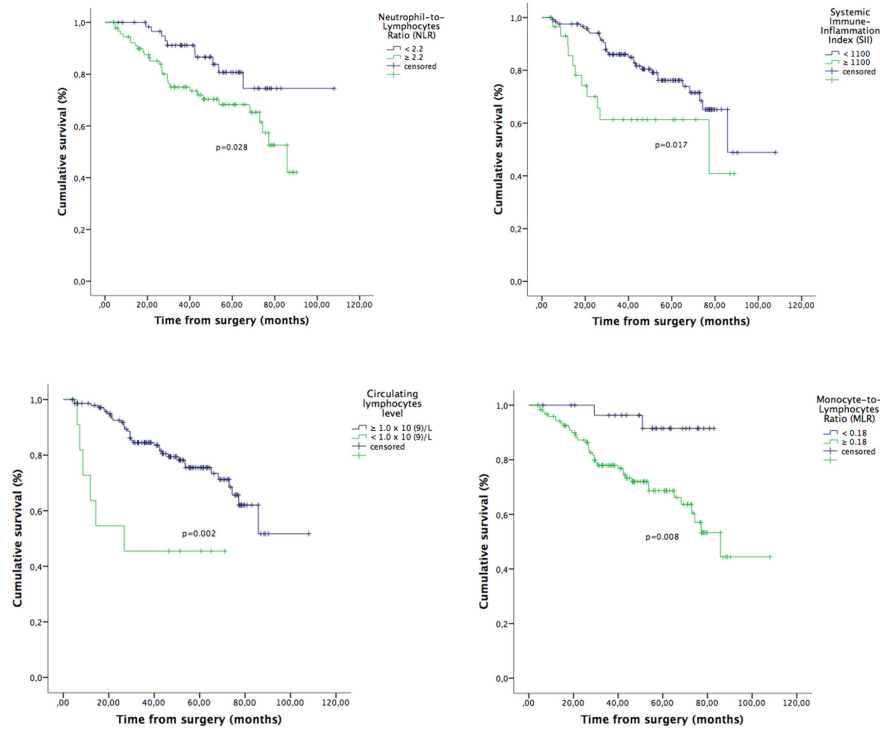 Neutrophil-to-
Lymphocytes
Ratio (NLR)
< 2.2
≥ 2.2
censored
1,0
0,8
0,6
0,4
0,2
0,0
Cumulative survival (%)
p=0.028
,00 20,00 40,00 60,00 80,00 100,00 120,00
Time from surgery (months)
Systemic
Immune-
Inflammation
Index (SII)
< 1100
≥ 1100
censored
1,0
0,8
0,6
0,4
0,2
0,0
Cumulative survival (%)
p=0.017
,00 20,00 40,00 60,00 80,00 100,00 120,00
Time from surgery (months)
Circulating
lymphocytes
level
≥ 1.0 x 10 (9)/L
< 1.0 x 10 (9)/L
censored
1,0
0,8
0,6
0,4
0,2
0,0
Cumulative survival (%)
p=0.002
,00 20,00 40,00 60,00 80,00 100,00 120,00
Time from surgery (months)
Monocyte-to-
Lymphocytes
Ratio (MLR)
< 0.18
≥ 0.18
censored
1,0
0,8
0,6
0,4
0,2
0,0
Cumulative survival (%)
p=0.008
,00 20,00 40,00 60,00 80,00 100,00 120,00
Time from surgery (months)